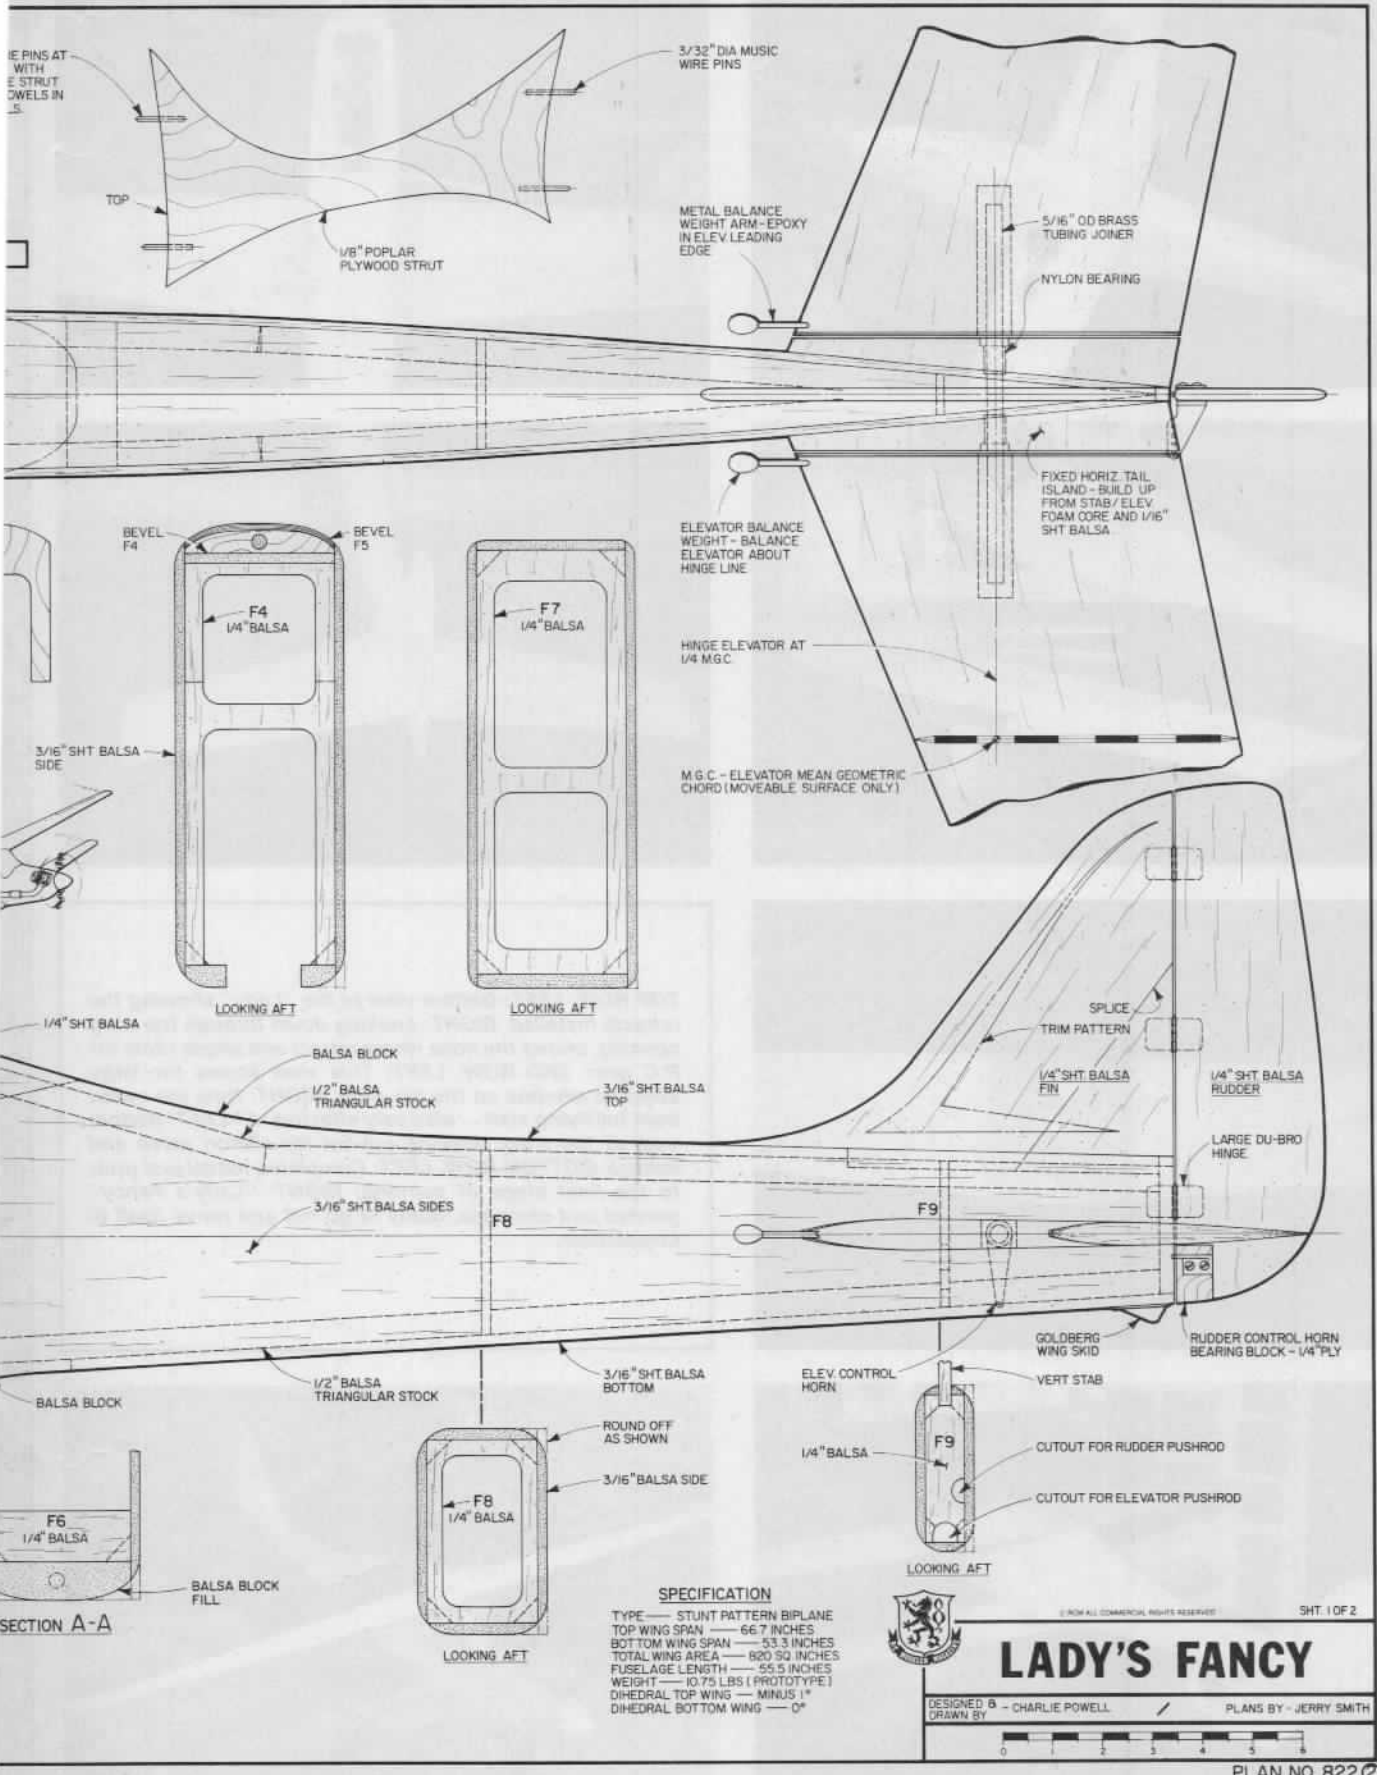 PINS AT
WITH
STRUT
OWELS IN
S.
3/32" DIA MUSIC
WIRE PINS
TOP
1/8" POPLAR
PLYWOOD STRUT
METAL BALANCE
WEIGHT ARM-EPOXY
IN ELEV. LEADING
EDGE
5/16" OD BRASS
TUBING JOINER
NYLON BEARING
FIXED HORIZ. TAIL
ISLAND - BUILD UP
FROM STAB/ELEV.
FOAM CORE AND 1/16"
SHT BALSA
ELEVATOR BALANCE
WEIGHT - BALANCE
ELEVATOR ABOUT
HINGE LINE
HINGE ELEVATOR AT
1/4 M.G.C.
M.G.C. - ELEVATOR MEAN GEOMETRIC
CHORD (MOVEABLE SURFACE ONLY)
BEVEL
F4
BEVEL
F5
F4
1/4" BALSA
F7
1/4" BALSA
3/16" SHT BALSA
SIDE
LOOKING AFT
LOOKING AFT
1/4" SHT. BALSA
BALSA BLOCK
1/2" BALSA
TRIANGULAR STOCK
3/16" SHT. BALSA
TOP
SPLICE
TRIM PATTERN
1/4" SHT. BALSA
FIN
1/4" SHT. BALSA
RUDDER
LARGE DU-BRO
HINGE
3/16" SHT. BALSA SIDES
F8
F9
GOLDBERG
WING SKID
RUDDER CONTROL HORN
BEARING BLOCK - 1/4" PLY
BALSA BLOCK
1/2" BALSA
TRIANGULAR STOCK
3/16" SHT. BALSA
BOTTOM
ELEV. CONTROL
HORN
VERT STAB
ROUND OFF
AS SHOWN
3/16" BALSA SIDE
F8
1/4" BALSA
LOOKING AFT
1/4" BALSA
F9
CUTOUT FOR RUDDER PUSHROD
CUTOUT FOR ELEVATOR PUSHROD
LOOKING AFT
F6
1/4" BALSA
BALSA BLOCK
FILL
SECTION A-A
SPECIFICATION
TYPE — STUNT PATTERN BIPLANE
TOP WING SPAN — 66.7 INCHES
BOTTOM WING SPAN — 53.3 INCHES
TOTAL WING AREA — 820 SQ. INCHES
FUSELAGE LENGTH — 55.5 INCHES
WEIGHT — 10.75 LBS (PROTOTYPE)
DIHEDRAL TOP WING — MINUS 1°
DIHEDRAL BOTTOM WING — 0°
ALL COMMERCIAL RIGHTS RESERVED
SHT. 1 OF 2
LADY'S FANCY
DESIGNED & DRAWN BY - CHARLIE POWELL / PLANS BY - JERRY SMITH
0 1 2 3 4 5 6
PLAN NO. 822